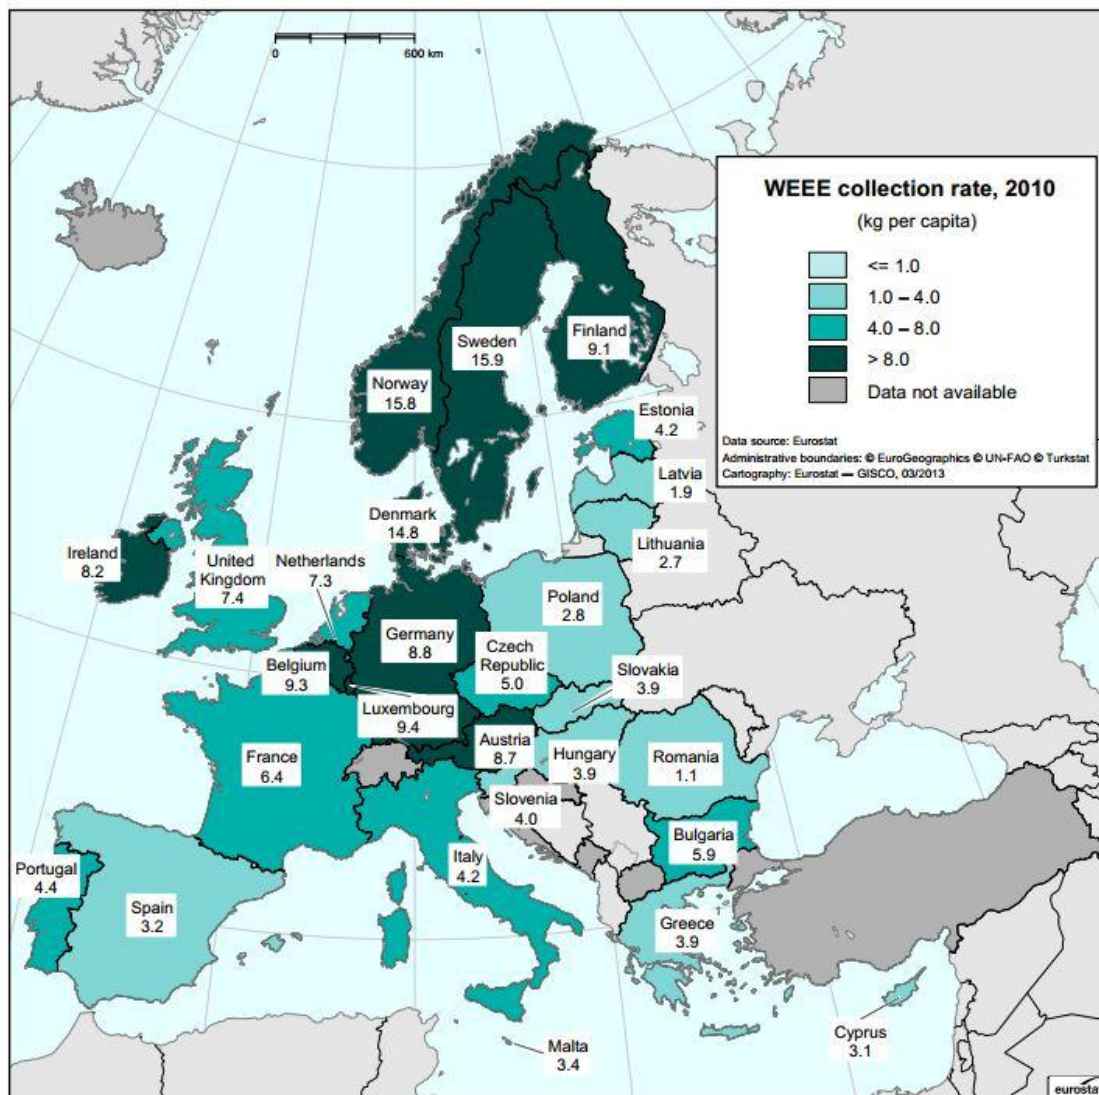 0 600 km
WEEE collection rate, 2010
(kg per capita)
<= 1.0
1.0 – 4.0
4.0 – 8.0
> 8.0
Data not available
Data source: Eurostat
Administrative boundaries: © EuroGeographics © UN-FAO © Turkstat
Cartography: Eurostat — GISCO, 03/2013
Sweden
15.9
Finland
9.1
Norway
15.8
Estonia
4.2
Latvia
1.9
Denmark
14.8
Lithuania
2.7
Ireland
8.2
United
Kingdom
7.4
Netherlands
7.3
Poland
2.8
Germany
8.8
Czech
Republic
5.0
Belgium
9.3
Slovakia
3.9
Luxembourg
9.4
Austria
8.7
France
6.4
Hungary
3.9
Romania
1.1
Slovenia
4.0
Bulgaria
5.9
Portugal
4.4
Italy
4.2
Spain
3.2
Greece
3.9
Cyprus
3.1
Malta
3.4
eurostat